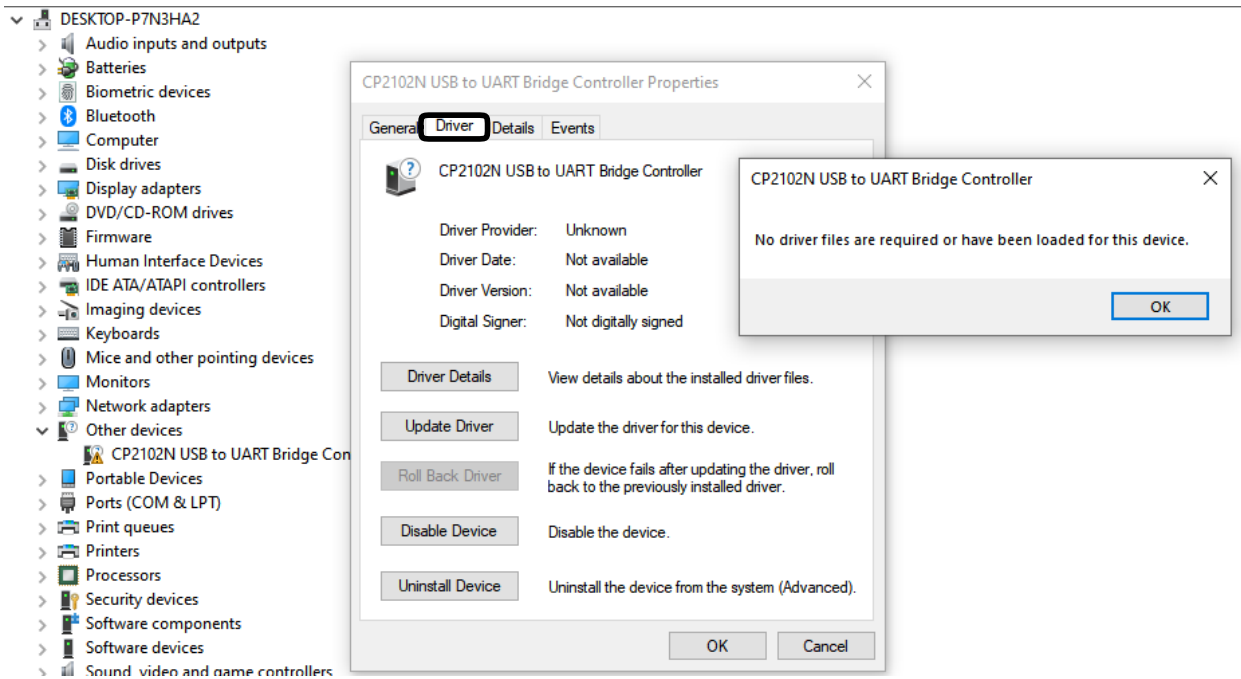 DESKTOP-P7N3HA2
Audio inputs and outputs
Batteries
Biometric devices
Bluetooth
Computer
Disk drives
Display adapters
DVD/CD-ROM drives
Firmware
Human Interface Devices
IDE ATA/ATAPI controllers
Imaging devices
Keyboards
Mice and other pointing devices
Monitors
Network adapters
Other devices
CP2102N USB to UART Bridge Con
Portable Devices
Ports (COM & LPT)
Print queues
Printers
Processors
Security devices
Software components
Software devices
Sound, video and game controllers
CP2102N USB to UART Bridge Controller Properties
General Driver Details Events
CP2102N USB to UART Bridge Controller
Driver Provider: Unknown
Driver Date: Not available
Driver Version: Not available
Digital Signer: Not digitally signed
Driver Details View details about the installed driver files.
Update Driver Update the driver for this device.
Roll Back Driver If the device fails after updating the driver, roll
back to the previously installed driver.
Disable Device Disable the device.
Uninstall Device Uninstall the device from the system (Advanced).
OK Cancel
CP2102N USB to UART Bridge Controller
No driver files are required or have been loaded for this device.
OK